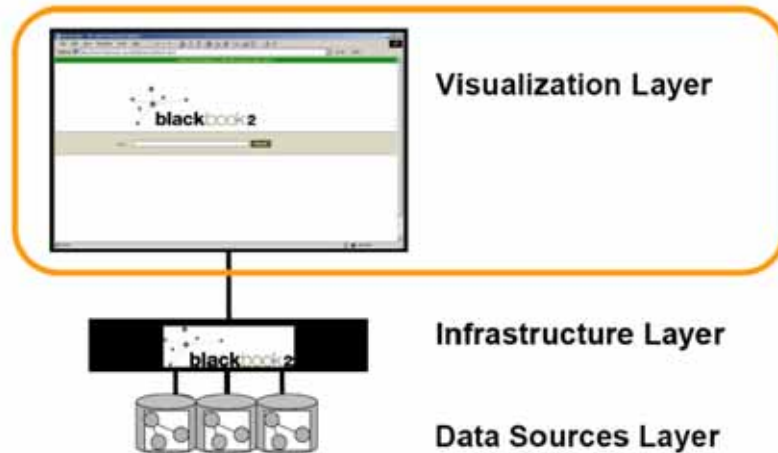 blackbook2
Visualization Layer
blackbook2
Infrastructure Layer
Data Sources Layer